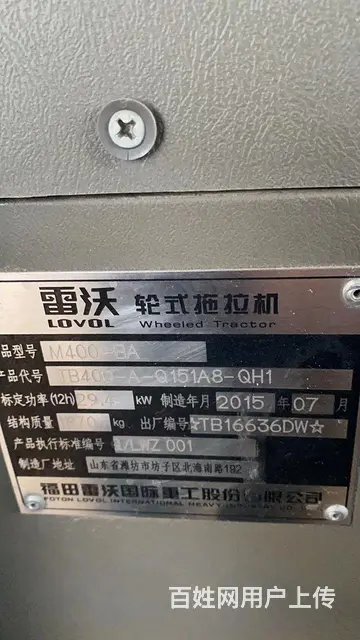 雷沃 轮式拖拉机
LOVOL Wheeled Tractor
品型号 M400-BA
产品代号 TB400-A-Q151A8-QH1
标定功率(12h) 29.4 kW 制造年月 2015 年 07 月
结构质量 kg 出厂编号 ☆TB16636DW☆
产品执行标准编号 /LWZ 001
制造厂地址 山东省潍坊市坊子区北海南路192
福田雷沃国际重工股份有限公司
FOTON LOVOL INTERNATIONAL HEAVY INDUSTRY CO.
百姓网用户上传